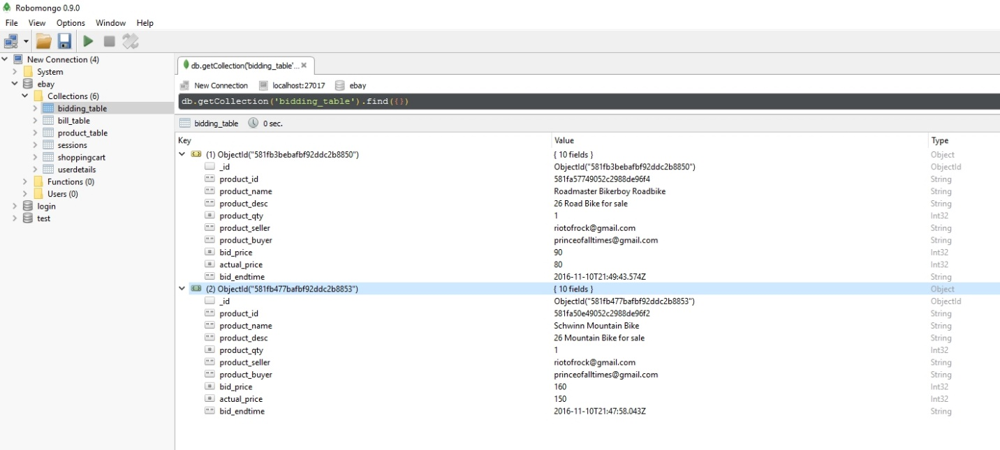 Robomongo 0.9.0
File View Options Window Help
New Connection (4)
System
ebay
Collections (6)
bidding_table
bill_table
product_table
sessions
shoppingcart
userdetails
Functions (0)
Users (0)
login
test
db.getCollection('bidding_table'...
New Connection localhost:27017 ebay
db.getCollection('bidding_table').find({})
bidding_table 0 sec.
Key Value Type
(1) ObjectId("581fb3bebafbf92ddc2b8850") { 10 fields } Object
_id ObjectId("581fb3bebafbf92ddc2b8850") ObjectId
product_id 581fa57749052c2988de96f4 String
product_name Roadmaster Bikerboy Roadbike String
product_desc 26 Road Bike for sale String
product_qty 1 Int32
product_seller riotofrock@gmail.com String
product_buyer princeofalltimes@gmail.com String
bid_price 90 Int32
actual_price 80 Int32
bid_endtime 2016-11-10T21:49:43.574Z String
(2) ObjectId("581fb477bafbf92ddc2b8853") { 10 fields } Object
_id ObjectId("581fb477bafbf92ddc2b8853") ObjectId
product_id 581fa50e49052c2988de96f2 String
product_name Schwinn Mountain Bike String
product_desc 26 Mountain Bike for sale String
product_qty 1 Int32
product_seller riotofrock@gmail.com String
product_buyer princeofalltimes@gmail.com String
bid_price 160 Int32
actual_price 150 Int32
bid_endtime 2016-11-10T21:47:58.043Z String